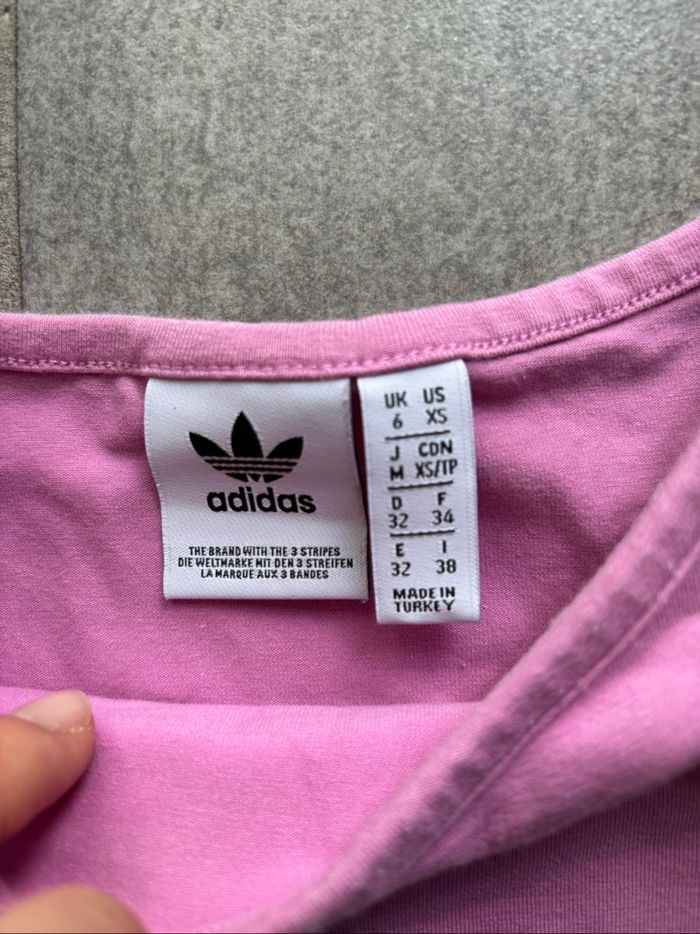 adidas
THE BRAND WITH THE 3 STRIPES
DIE WELTMARKE MIT DEN 3 STREIFEN
LA MARQUE AUX 3 BANDES
UK US
6 XS
J CDN
M XS/TP
D F
32 34
E I
32 38
MADE IN
TURKEY